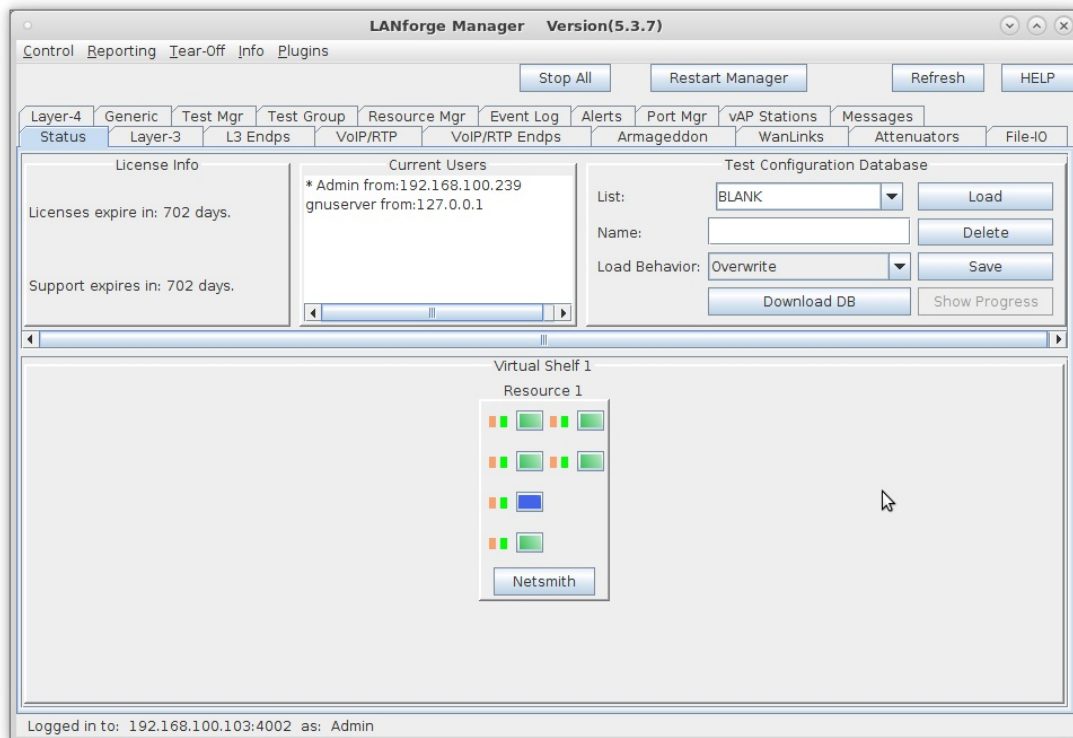 LANforge Manager Version(5.3.7)
Control Reporting Tear-Off Info Plugins
Stop All Restart Manager Refresh HELP
Layer-4 Generic Test Mgr Test Group Resource Mgr Event Log Alerts Port Mgr vAP Stations Messages
Status Layer-3 L3 Endps VoIP/RTP VoIP/RTP Endps Armageddon WanLinks Attenuators File-IO
License Info
Licenses expire in: 702 days.
Support expires in: 702 days.
Current Users
* Admin from:192.168.100.239
gnuserver from:127.0.0.1
Test Configuration Database
List: BLANK Load
Name: Delete
Load Behavior: Overwrite Save
Download DB Show Progress
Virtual Shelf 1
Resource 1
Netsmith
Logged in to: 192.168.100.103:4002 as: Admin